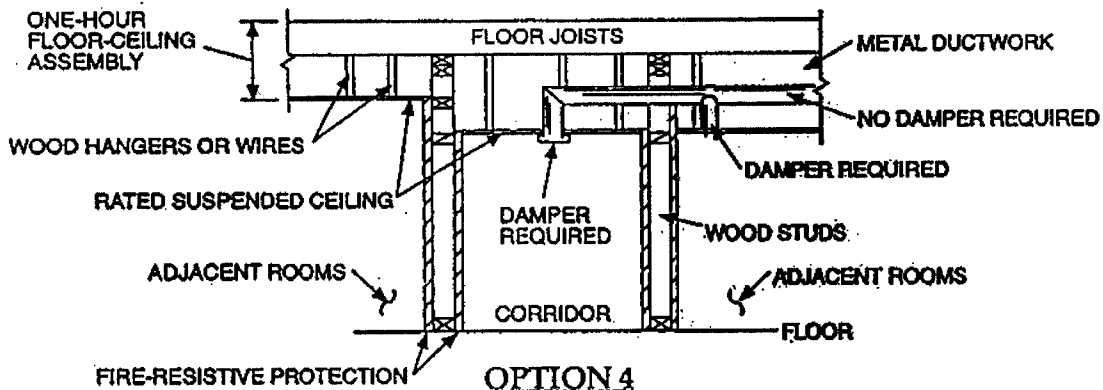 ONE-HOUR
FLOOR-CEILING
ASSEMBLY
FLOOR JOISTS
METAL DUCTWORK
NO DAMPER REQUIRED
WOOD HANGERS OR WIRES
DAMPER REQUIRED
RATED SUSPENDED CEILING
DAMPER
REQUIRED
WOOD STUDS
ADJACENT ROOMS
ADJACENT ROOMS
CORRIDOR
FLOOR
FIRE-RESISTIVE PROTECTION
OPTION 4